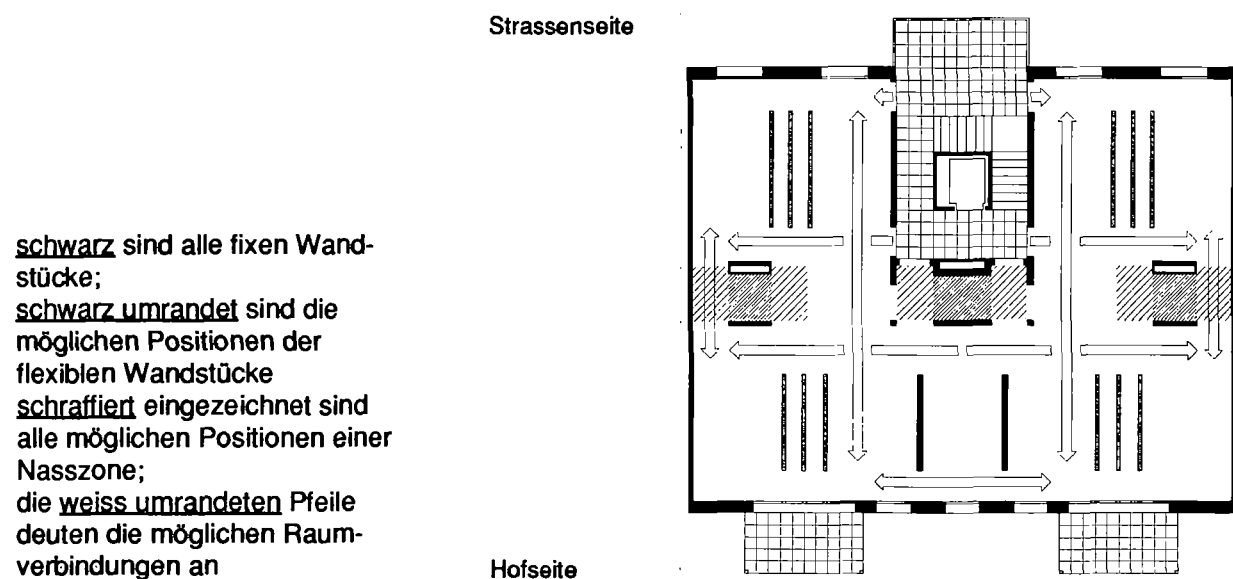 Strassenseite
schwarz sind alle fixen Wand-
stücke;
schwarz umrandet sind die
möglichen Positionen der
flexiblen Wandstücke
schraffiert eingezeichnet sind
alle möglichen Positionen einer
Nasszone;
die weiss umrandeten Pfeile
deuten die möglichen Raum-
verbindungen an
Hofseite